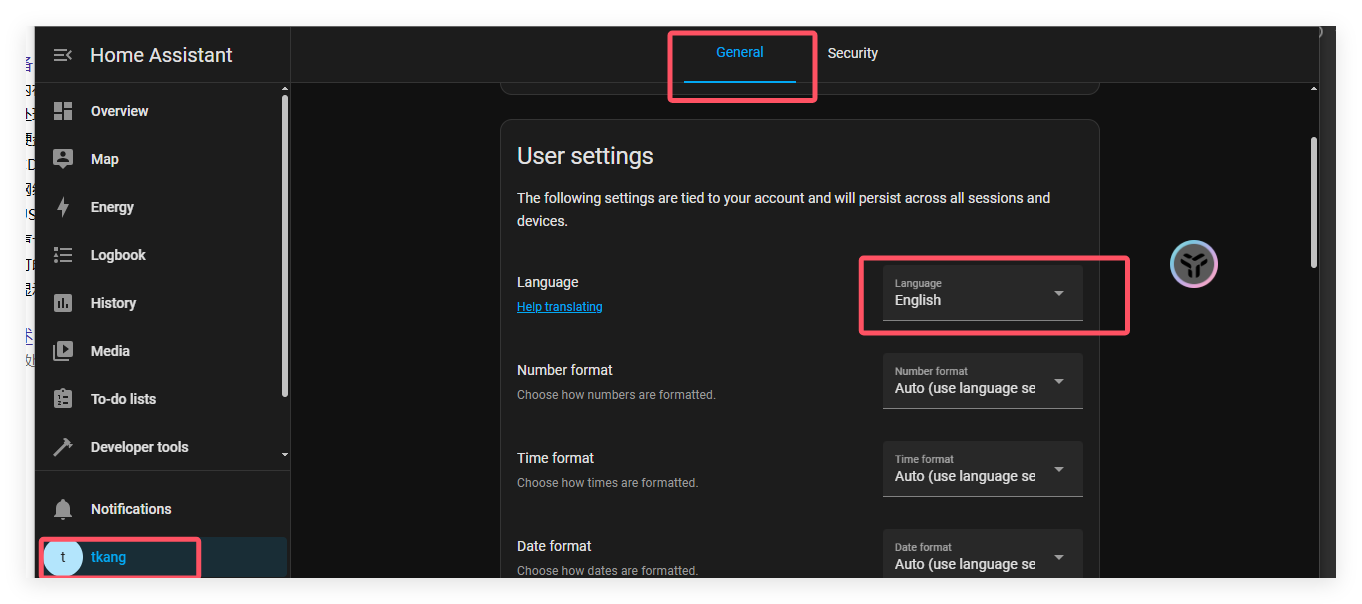 Home Assistant
General
Security
Overview
Map
Energy
Logbook
History
Media
To-do lists
Developer tools
Notifications
t
tkang
User settings
The following settings are tied to your account and will persist across all sessions and
devices.
Language
Help translating
Language
English
Number format
Choose how numbers are formatted.
Number format
Auto (use language se
Time format
Choose how times are formatted.
Time format
Auto (use language se
Date format
Choose how dates are formatted.
Date format
Auto (use language se